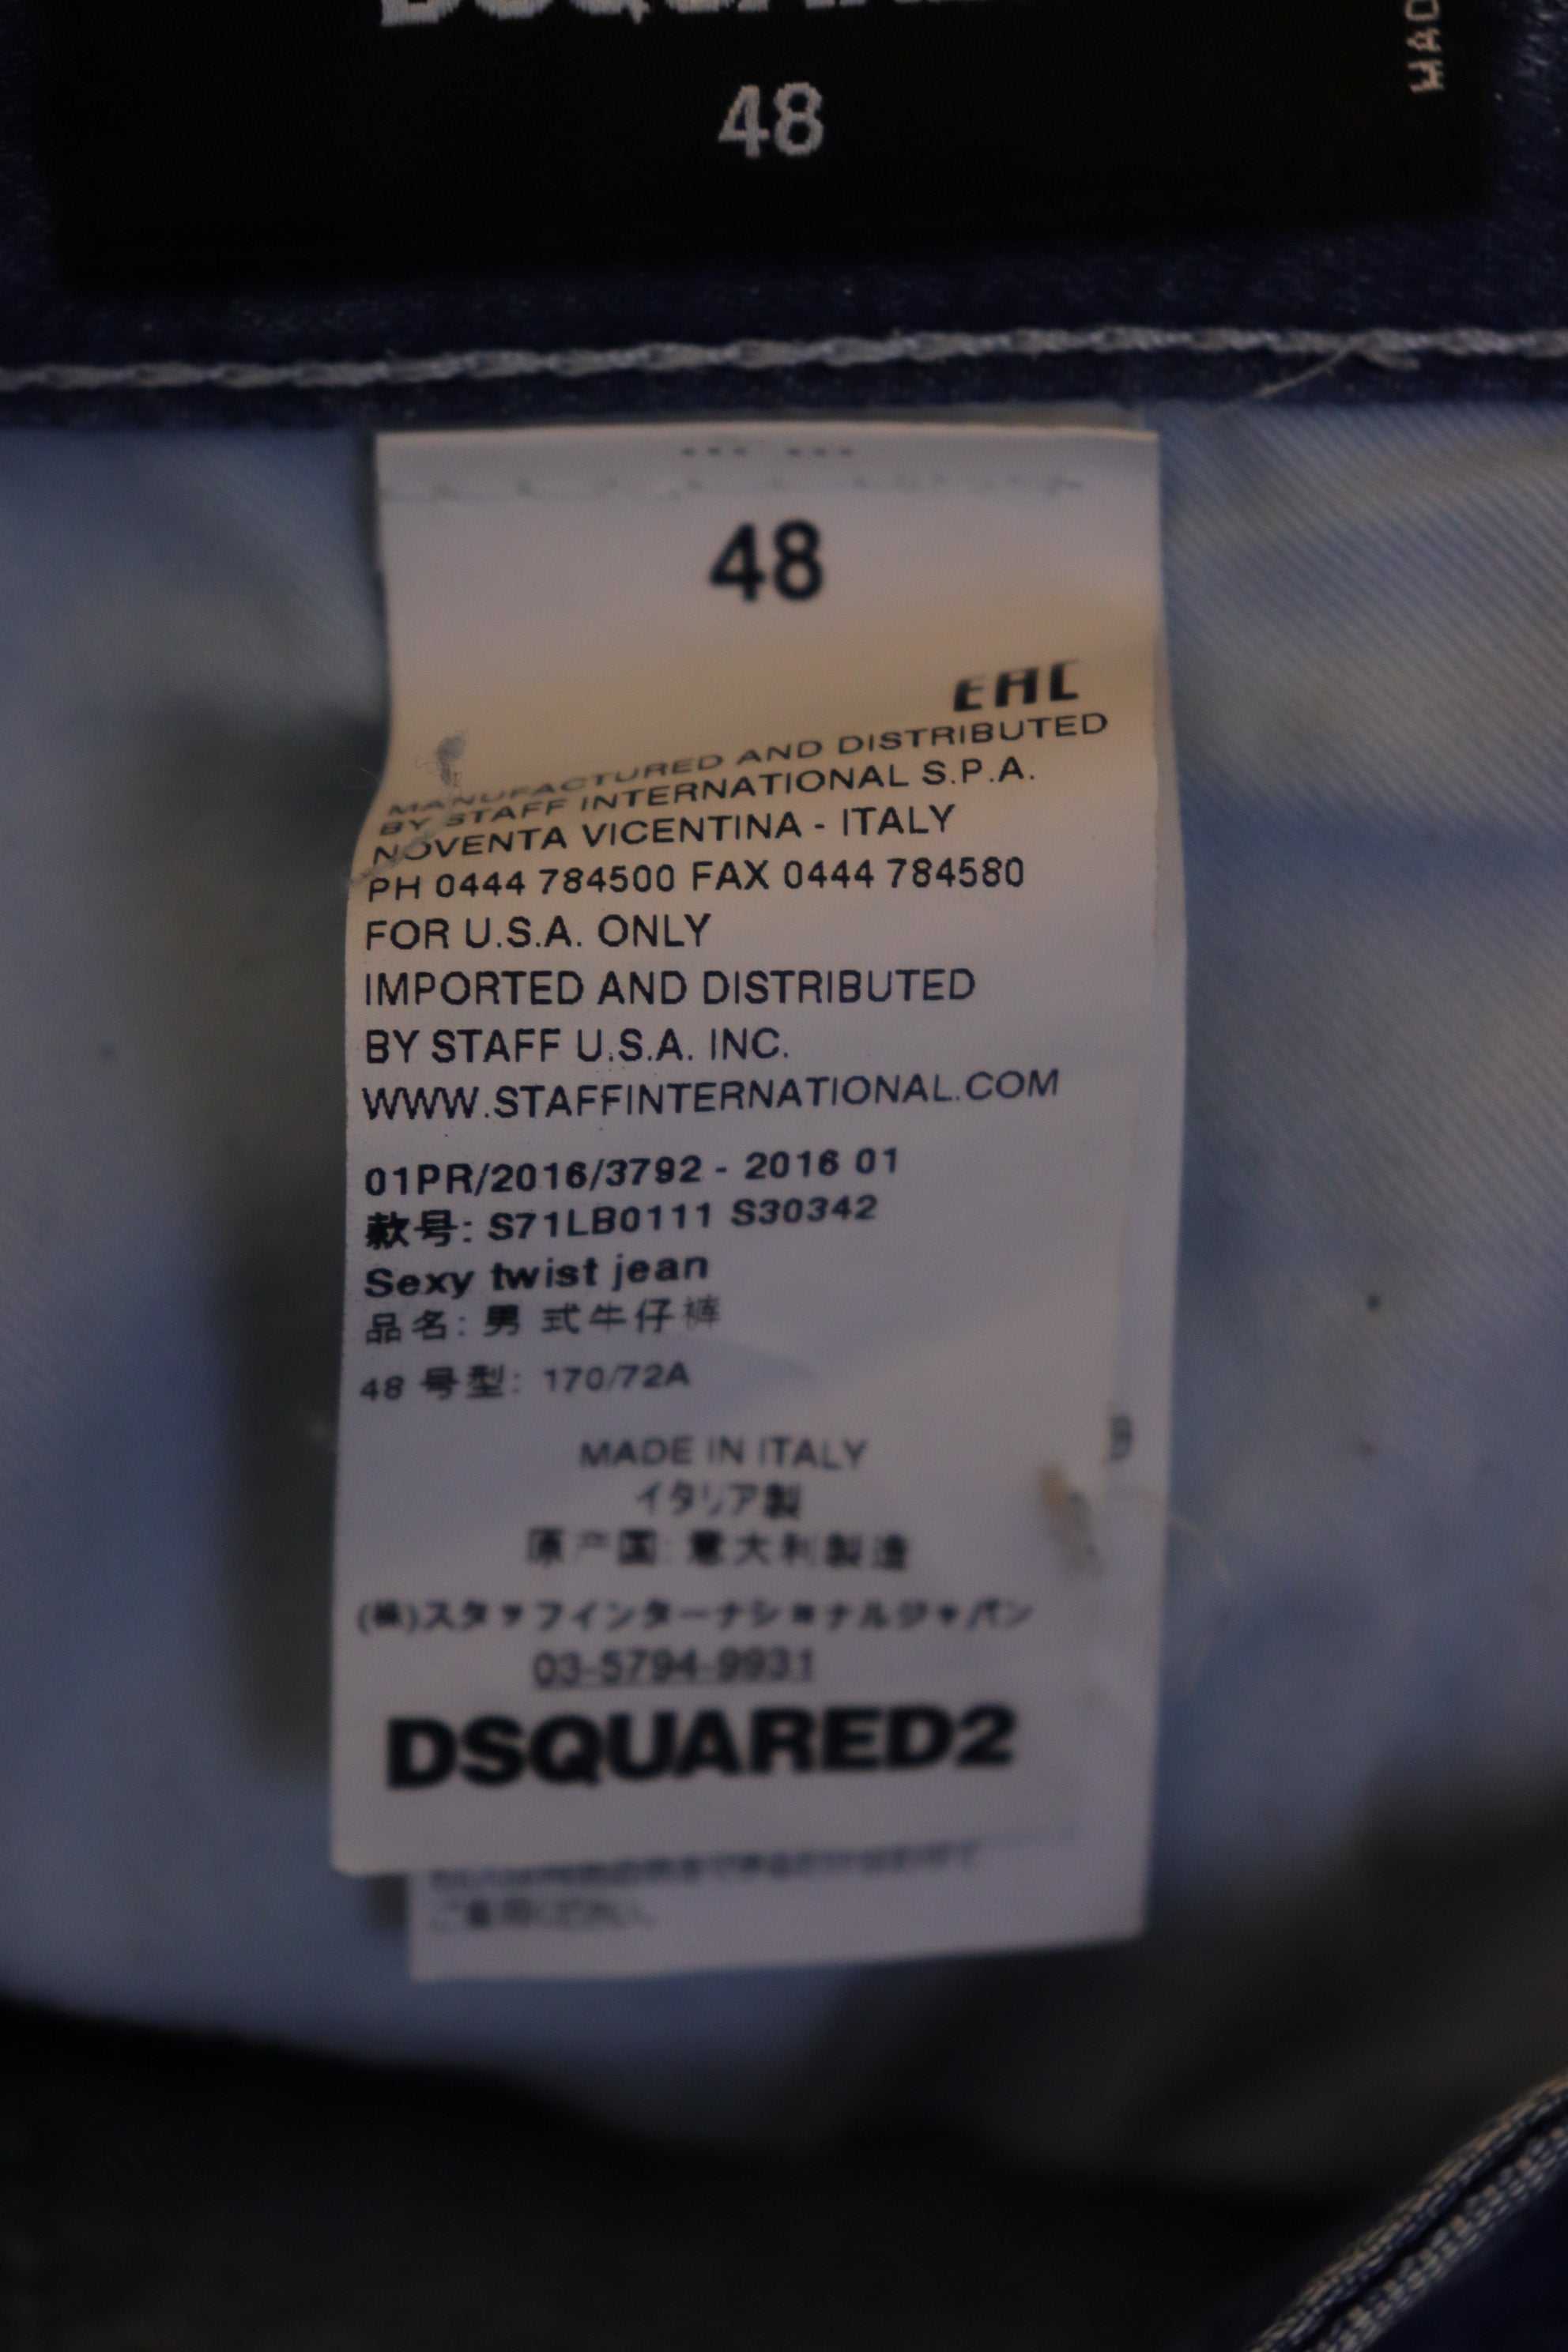 48
48
EAC
MANUFACTURED AND DISTRIBUTED
BY STAFF INTERNATIONAL S.P.A.
NOVENTA VICENTINA - ITALY
PH 0444 784500 FAX 0444 784580
FOR U.S.A. ONLY
IMPORTED AND DISTRIBUTED
BY STAFF U.S.A. INC.
WWW.STAFFINTERNATIONAL.COM
01PR/2016/3792 - 2016 01
款号: S71LB0111 S30342
Sexy twist jean
品名: 男式牛仔裤
48 号型: 170/72A
MADE IN ITALY
イタリア製
原产国: 意大利製造
(株)スタッフインターナショナルジャパン
03-5794-9931
DSQUARED2